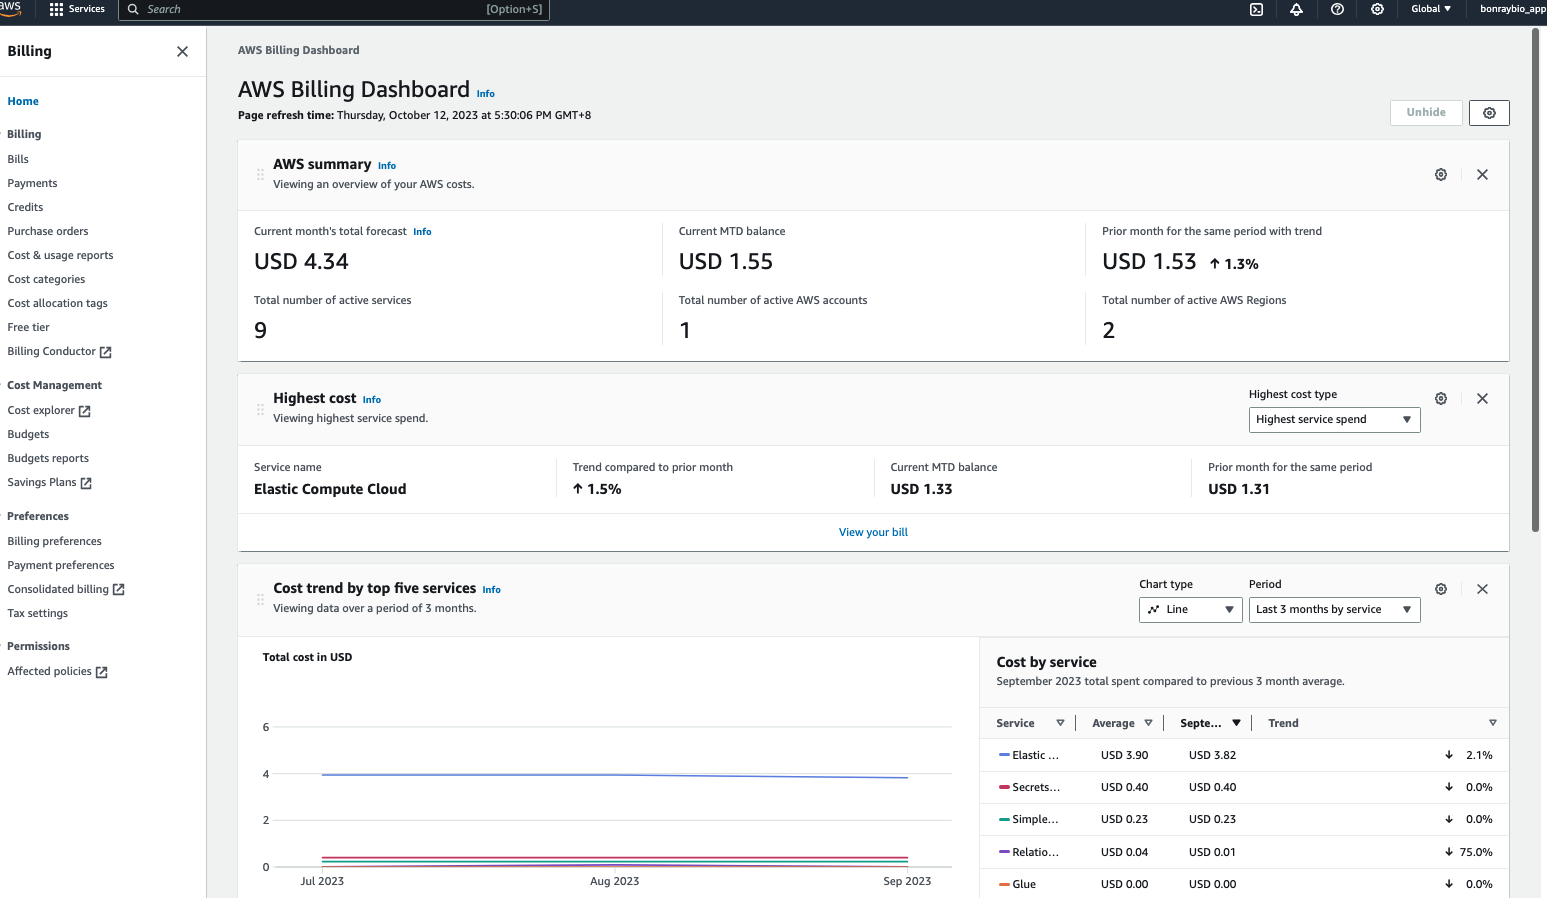 aws
Services
Search
[Option+S]
Global
bonraybio_app
Billing
Home
Billing
Bills
Payments
Credits
Purchase orders
Cost & usage reports
Cost categories
Cost allocation tags
Free tier
Billing Conductor
Cost Management
Cost explorer
Budgets
Budgets reports
Savings Plans
Preferences
Billing preferences
Payment preferences
Consolidated billing
Tax settings
Permissions
Affected policies
AWS Billing Dashboard
AWS Billing Dashboard Info
Page refresh time: Thursday, October 12, 2023 at 5:30:06 PM GMT+8
Unhide
AWS summary Info
Viewing an overview of your AWS costs.
Current month's total forecast Info
USD 4.34
Current MTD balance
USD 1.55
Prior month for the same period with trend
USD 1.53 ↑ 1.3%
Total number of active services
9
Total number of active AWS accounts
1
Total number of active AWS Regions
2
Highest cost Info
Viewing highest service spend.
Highest cost type
Highest service spend
Service name
Elastic Compute Cloud
Trend compared to prior month
↑ 1.5%
Current MTD balance
USD 1.33
Prior month for the same period
USD 1.31
View your bill
Cost trend by top five services Info
Viewing data over a period of 3 months.
Chart type
Line
Period
Last 3 months by service
Total cost in USD
6
4
2
0
Jul 2023 Aug 2023 Sep 2023
Cost by service
September 2023 total spent compared to previous 3 month average.
Service Average Septe... Trend
Elastic ... USD 3.90 USD 3.82 ↓ 2.1%
Secrets... USD 0.40 USD 0.40 ↓ 0.0%
Simple... USD 0.23 USD 0.23 ↓ 0.0%
Relatio... USD 0.04 USD 0.01 ↓ 75.0%
Glue USD 0.00 USD 0.00 ↓ 0.0%